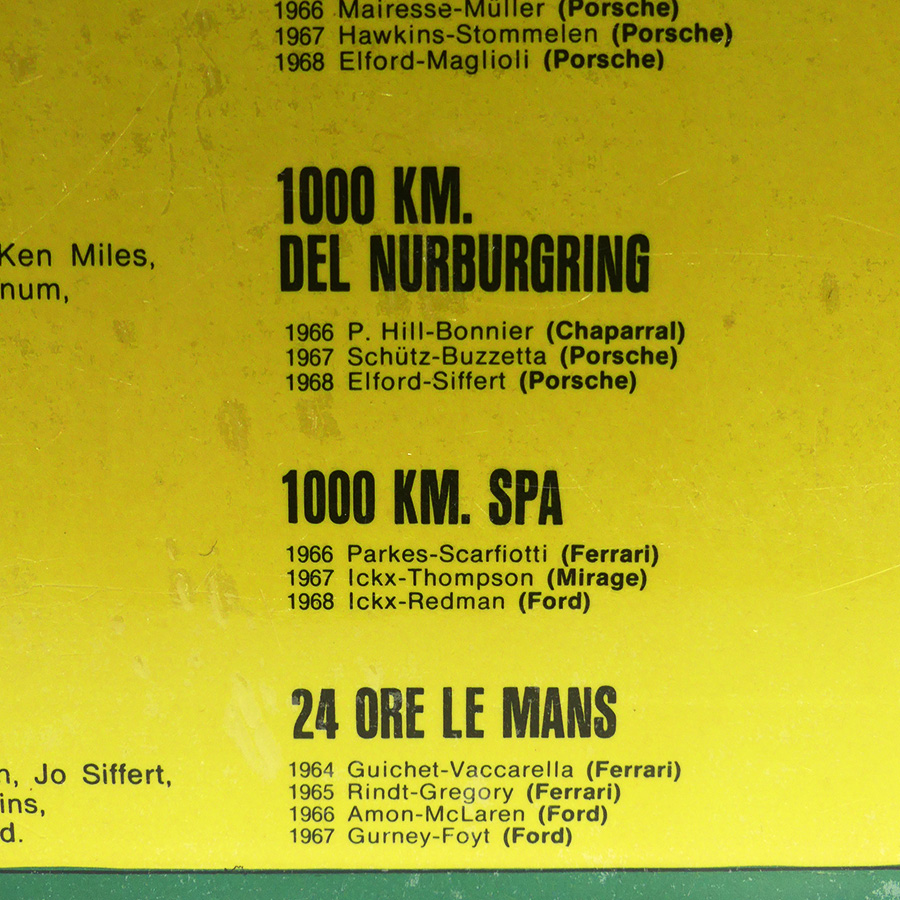 1966 Mairesse-Müller (Porsche)
1967 Hawkins-Stommelen (Porsche)
1968 Elford-Maglioli (Porsche)
1000 KM.
DEL NURBURGRING
1966 P. Hill-Bonnier (Chaparral)
1967 Schütz-Buzzetta (Porsche)
1968 Elford-Siffert (Porsche)
1000 KM. SPA
1966 Parkes-Scarfiotti (Ferrari)
1967 Ickx-Thompson (Mirage)
1968 Ickx-Redman (Ford)
24 ORE LE MANS
1964 Guichet-Vaccarella (Ferrari)
1965 Rindt-Gregory (Ferrari)
1966 Amon-McLaren (Ford)
1967 Gurney-Foyt (Ford)
Ken Miles,
num,
n, Jo Siffert,
ins,
d.